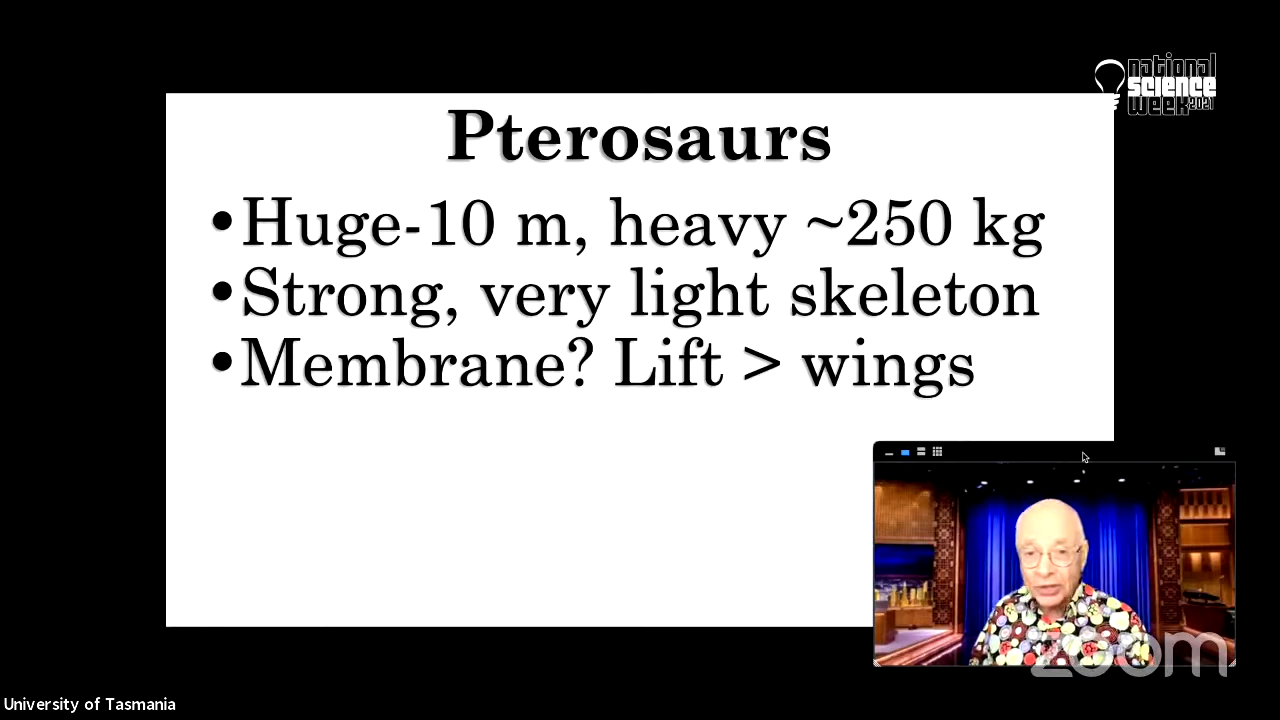 national
science
week 2021
Pterosaurs
•Huge-10 m, heavy ~250 kg
•Strong, very light skeleton
•Membrane? Lift > wings
zoom
University of Tasmania